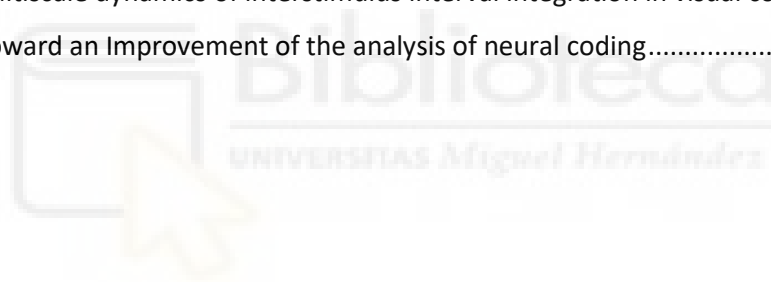 ltiscale dynamics of interstimulus interval integration in visual co
oward an Improvement of the analysis of neural coding..................
Biblioteca
UNIVERSITAS Miguel Hernández